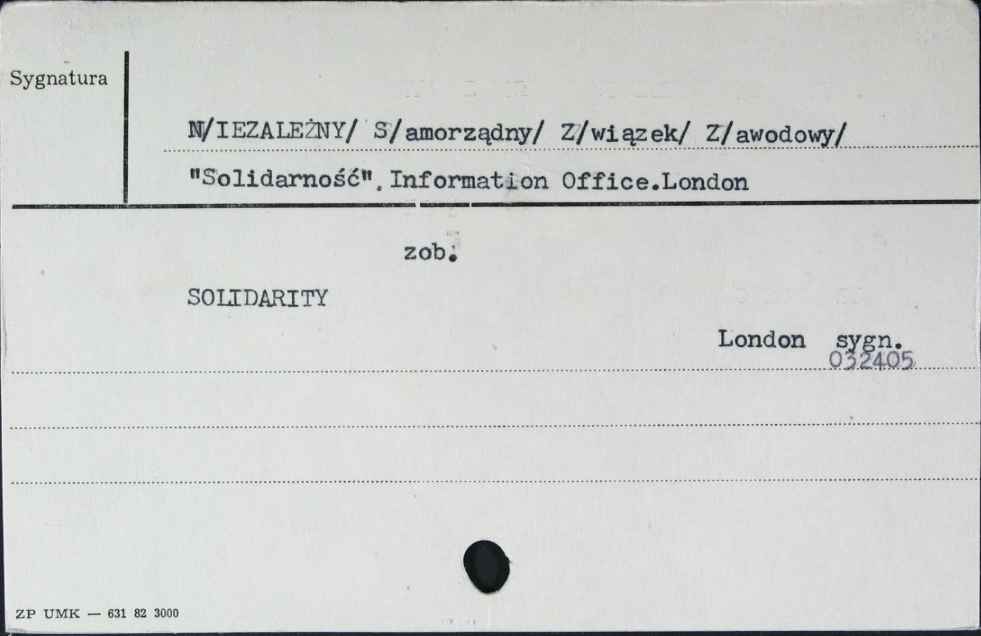 Sygnatura
N/IEZALEŻNY/ S/amorządny/ Z/wiązek/ Z/awodowy/
"Solidarność". Information Office.London
zob.
SOLIDARITY
London sygn.
032405
ZP UMK — 631 82 3000